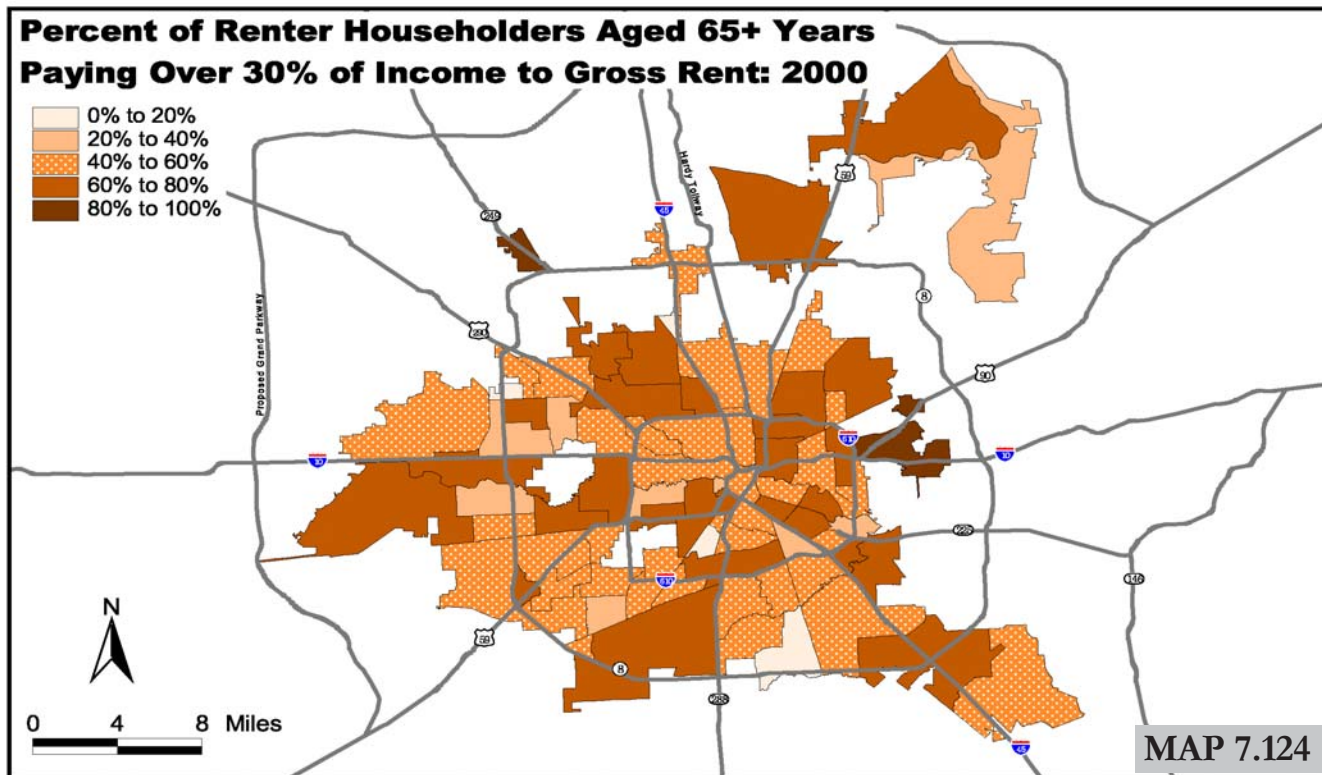 Percent of Renter Householders Aged 65+ Years
Paying Over 30% of Income to Gross Rent: 2000
0% to 20%
20% to 40%
40% to 60%
60% to 80%
80% to 100%
Hardy Tollway
59
45
249
8
290
Proposed Grand Parkway
90
610
10
10
225
146
610
N
59
8
288
0 4 8 Miles
45
MAP 7.124